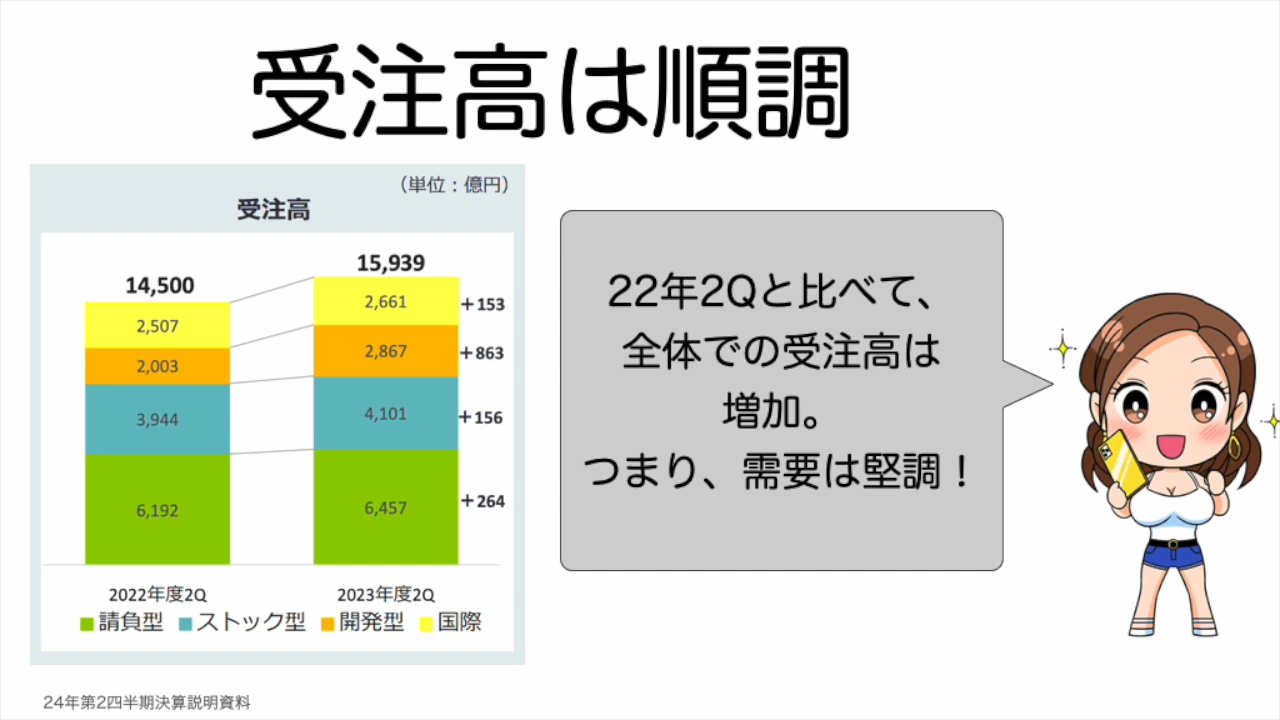 受注高は順調
（単位：億円）
受注高
14,500
15,939
2,507
2,661
+153
2,003
2,867
+863
3,944
4,101
+156
6,192
6,457
+264
2022年度2Q
2023年度2Q
請負型 ストック型 開発型 国際
22年2Qと比べて、
全体での受注高は
増加。
つまり、需要は堅調！
24年第2四半期決算説明資料